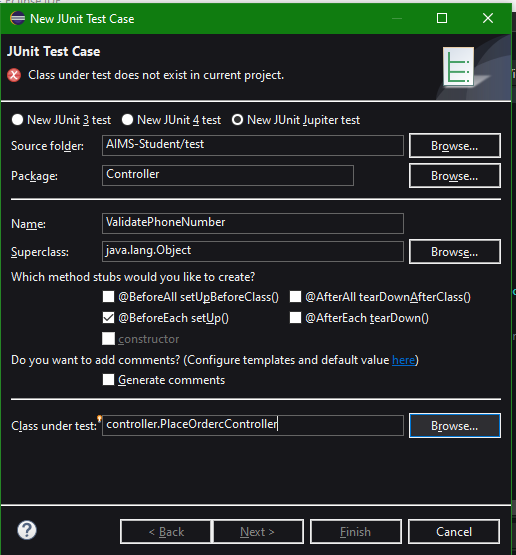 New JUnit Test Case
JUnit Test Case
Class under test does not exist in current project.
New JUnit 3 test New JUnit 4 test New JUnit Jupiter test
Source folder: AIMS-Student/test Browse...
Package: Controller Browse...
Name: ValidatePhoneNumber
Superclass: java.lang.Object Browse...
Which method stubs would you like to create?
@BeforeAll setUpBeforeClass() @AfterAll tearDownAfterClass()
@BeforeEach setUp() @AfterEach tearDown()
constructor
Do you want to add comments? (Configure templates and default value here)
Generate comments
Class under test: controller.PlaceOrdercController Browse...
? < Back Next > Finish Cancel